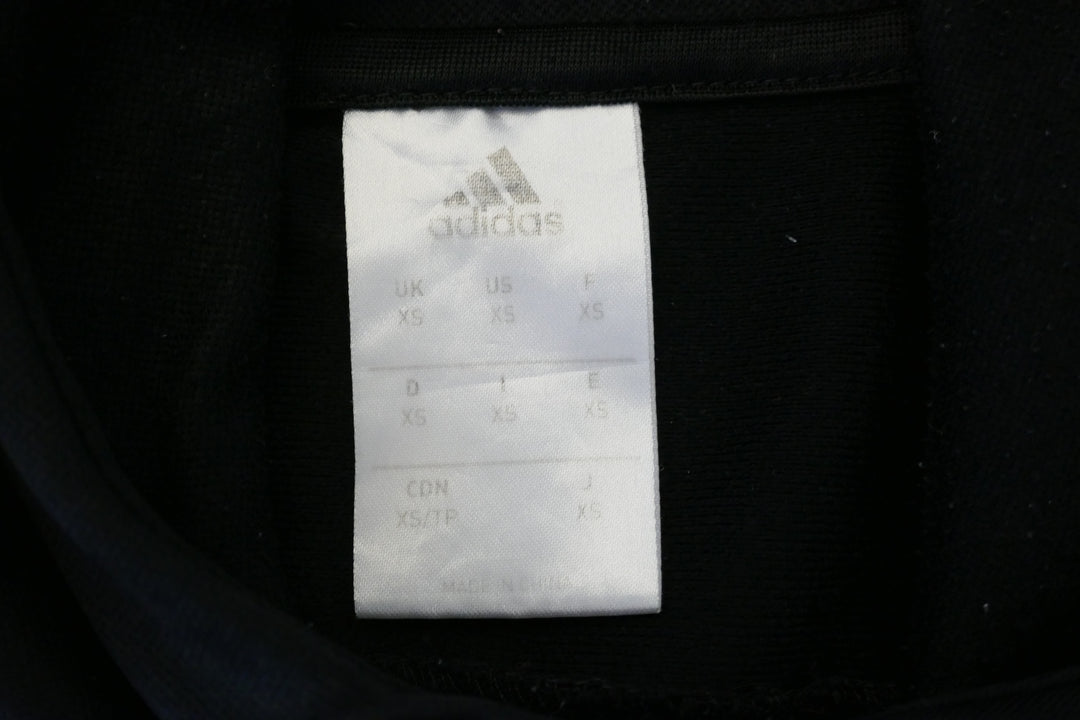 adidas
UK US F
XS XS XS
D I E
XS XS XS
CDN J
XS/TP XS
MADE IN CHINA